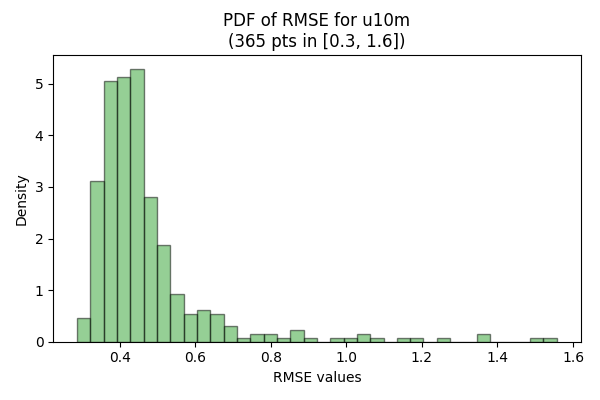 PDF of RMSE for u10m
(365 pts in [0.3, 1.6])
Density
5
4
3
2
1
0
0.4 0.6 0.8 1.0 1.2 1.4 1.6
RMSE values